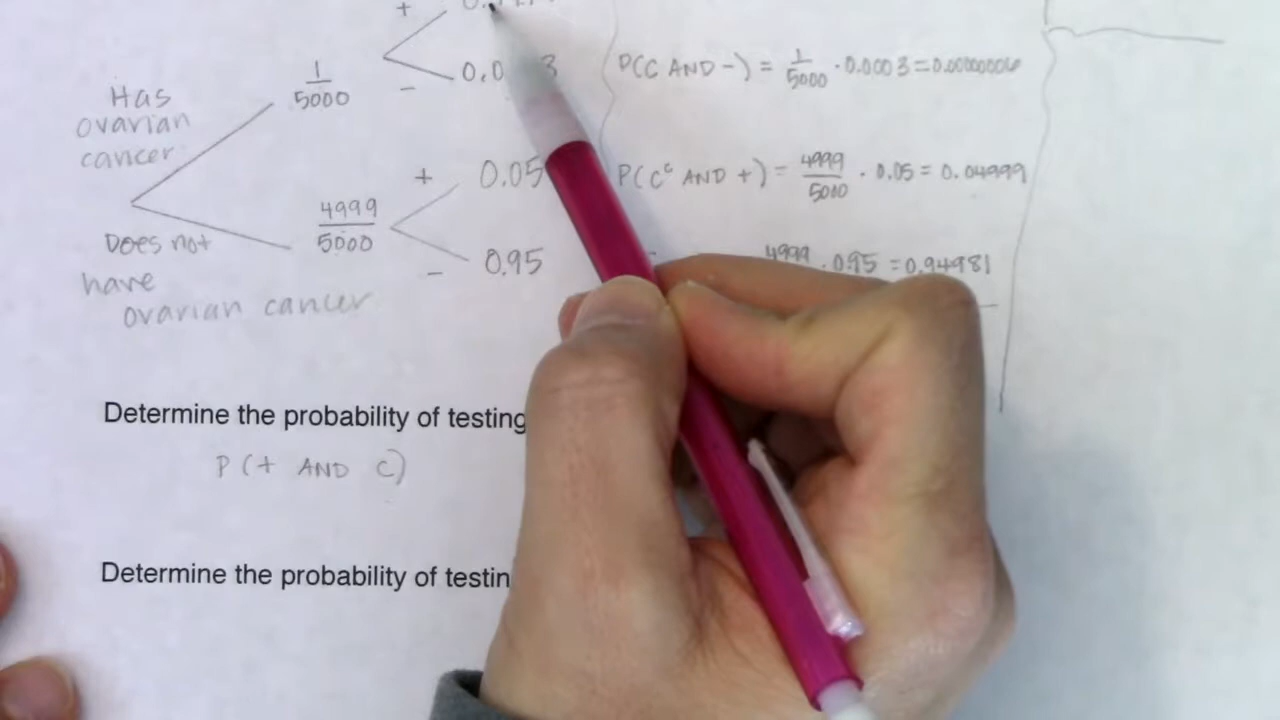 +
1/5000
-
P(C AND -) = 1/5000 · 0.0003 = 0.00000006
Has
ovarian
cancer
+ 0.05
P(Cᶜ AND +) = 4999/5000 · 0.05 = 0.04999
4999/5000
- 0.95
4999 · 0.95 = 0.94981
Does not
have
ovarian cancer
Determine the probability of testing
P(+ AND C)
Determine the probability of